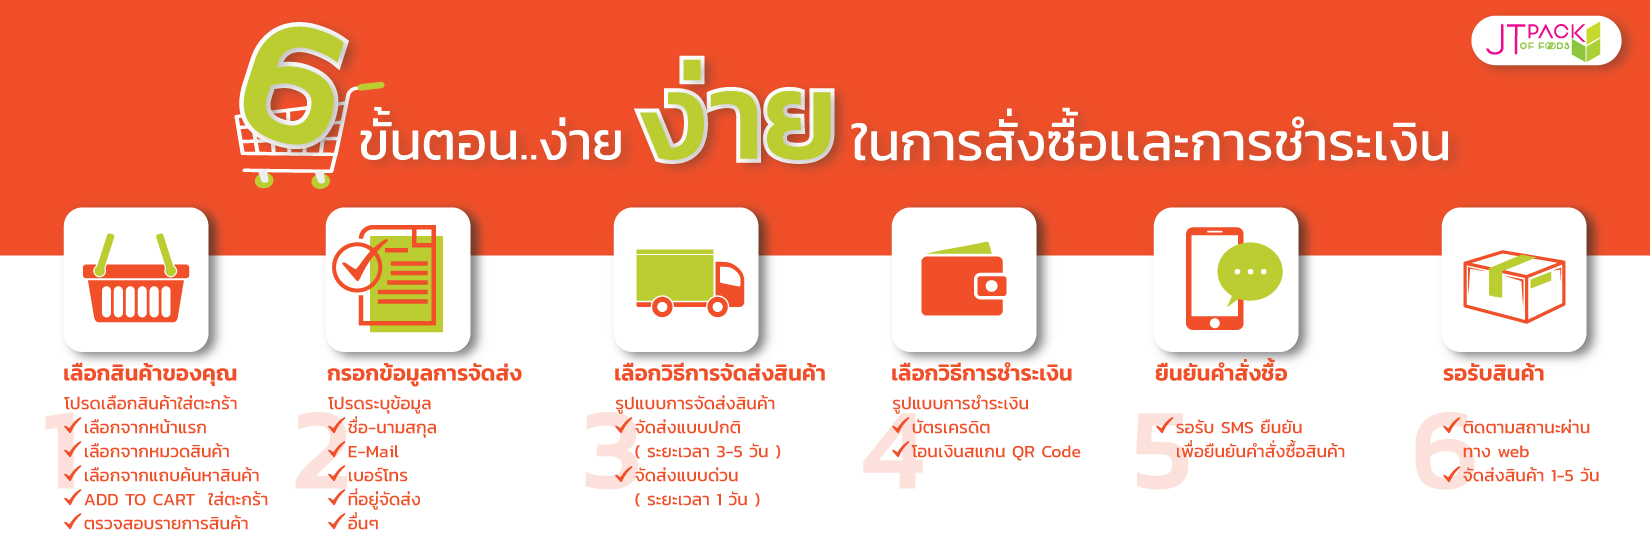 JT PACK
OF FOODS
6 ขั้นตอน..ง่าย ง่าย ในการสั่งซื้อและการชำระเงิน
1
เลือกสินค้าของคุณ
โปรดเลือกสินค้าใส่ตะกร้า
เลือกจากหน้าแรก
เลือกจากหมวดสินค้า
เลือกจากแถบค้นหาสินค้า
ADD TO CART ใส่ตะกร้า
ตรวจสอบรายการสินค้า
2
กรอกข้อมูลการจัดส่ง
โปรดระบุข้อมูล
ชื่อ-นามสกุล
E-Mail
เบอร์โทร
ที่อยู่จัดส่ง
อื่นๆ
3
เลือกวิธีการจัดส่งสินค้า
รูปแบบการจัดส่งสินค้า
จัดส่งแบบปกติ
( ระยะเวลา 3-5 วัน )
จัดส่งแบบด่วน
( ระยะเวลา 1 วัน )
4
เลือกวิธีการชำระเงิน
รูปแบบการชำระเงิน
บัตรเครดิต
โอนเงินสแกน QR Code
5
ยืนยันคำสั่งซื้อ
รอรับ SMS ยืนยัน
เพื่อยืนยันคำสั่งซื้อสินค้า
6
รอรับสินค้า
ติดตามสถานะผ่าน
ทาง web
จัดส่งสินค้า 1-5 วัน